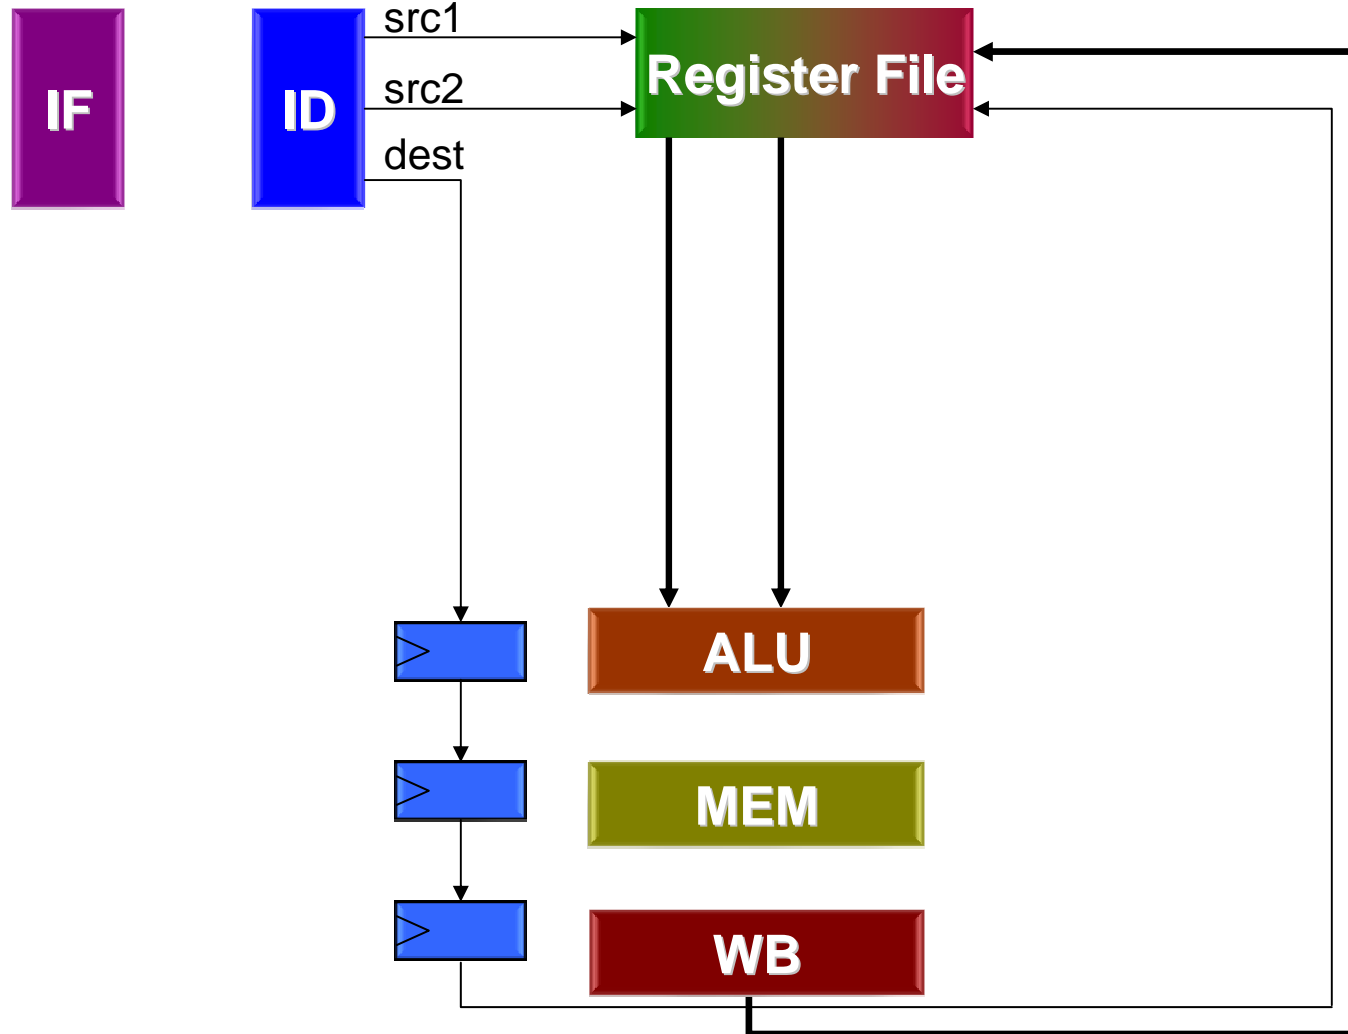 IF
ID
src1
src2
dest
Register File
ALU
MEM
WB